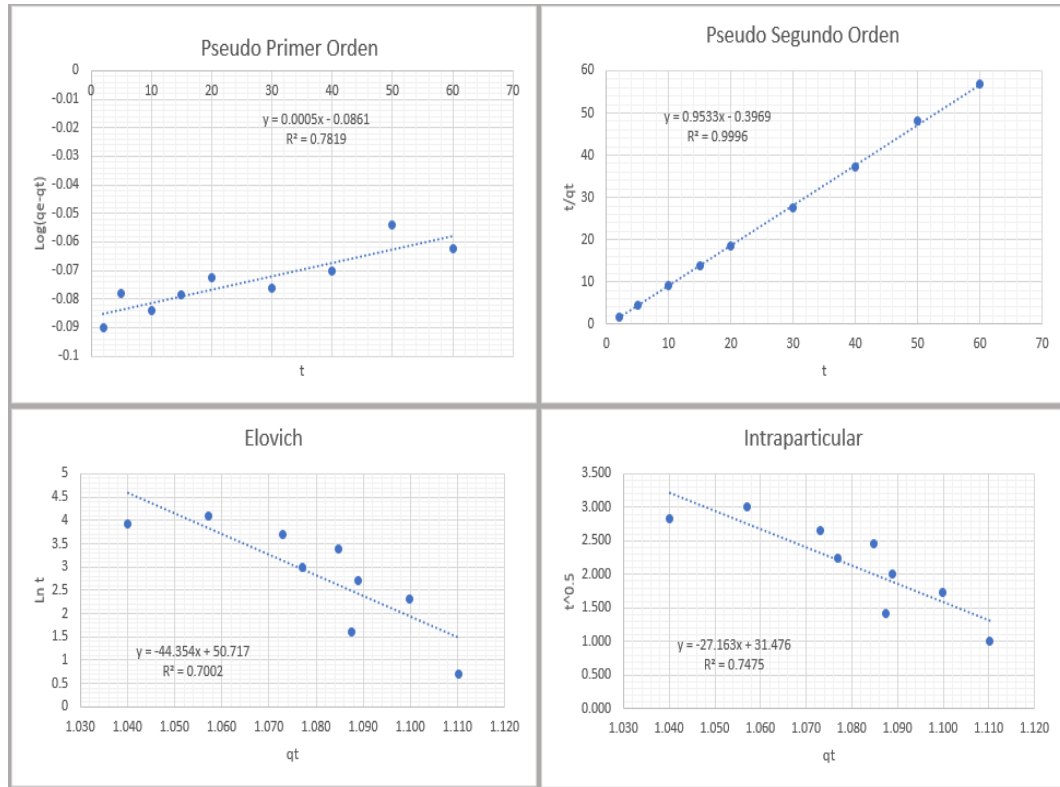 Pseudo Primer Orden
0
0 10 20 30 40 50 60 70
-0.01
-0.02
y = 0.0005x - 0.0861
R² = 0.7819
-0.03
-0.04
-0.05
-0.06
-0.07
-0.08
-0.09
-0.1
Log(qe-qt)
t
Pseudo Segundo Orden
60
50
y = 0.9533x - 0.3969
R² = 0.9996
40
30
20
10
0
t/qt
0 10 20 30 40 50 60 70
t
Elovich
5
4.5
4
3.5
3
2.5
2
1.5
1
0.5
0
Ln t
y = -44.354x + 50.717
R² = 0.7002
1.030 1.040 1.050 1.060 1.070 1.080 1.090 1.100 1.110 1.120
qt
Intraparticular
3.500
3.000
2.500
2.000
1.500
1.000
0.500
0.000
t^0.5
y = -27.163x + 31.476
R² = 0.7475
1.030 1.040 1.050 1.060 1.070 1.080 1.090 1.100 1.110 1.120
qt